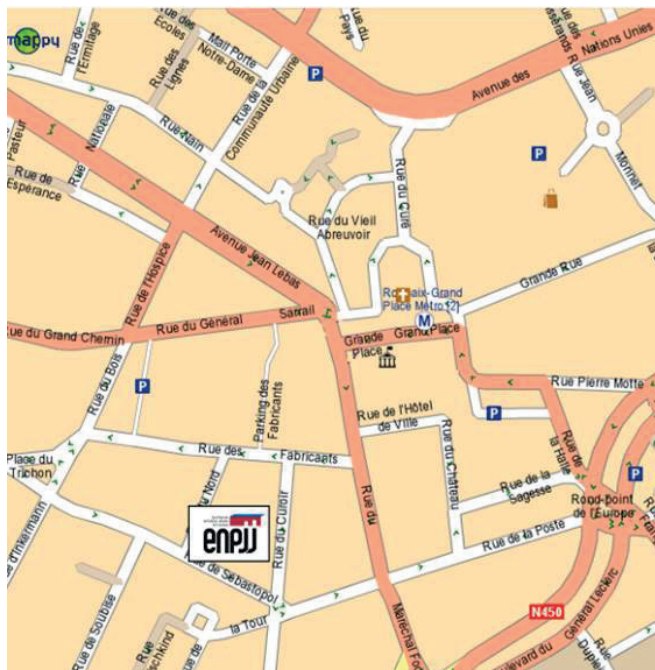 mappy
Rue de
l'Ermitage
Rue des
Ecoles
Mail Porte
Notre-Dame
Rue des
Lignes
Rue de la
Communauté Urbaine
Rue du
Pays
Avenue des
Nations Unies
Rue Jean
Monnet
P
P
Pasteur
Rue
Nationale
Rue Nain
Rue de
Espérance
Rue du Curé
Rue du Vieil
Abreuvoir
Avenue Jean Lebas
Rue de l'Hospice
Grande Rue
Roubaix-Grand
Place Métro
M
Rue du Grand Chemin
Rue du Général
Sarrail
Grande
Place
Grand Place
Rue du Bois
P
Parking des
Fabricants
Rue Pierre Motte
P
Rue de l'Hôtel
de Ville
Rue du Château
Rue de
la Halle
Place du
Trichon
Rue des
Fabricants
du Nord
Rue du Curoir
Rue du
Maréchal Foc
Rue de la
Sagesse
P
Rond-point
de l'Europe
Rue de la Poste
enpjj
d'Inkermann
de Sébastopol
Rue de Soubise
la Tour
Rue de
Rue
N450
Général Leclerc